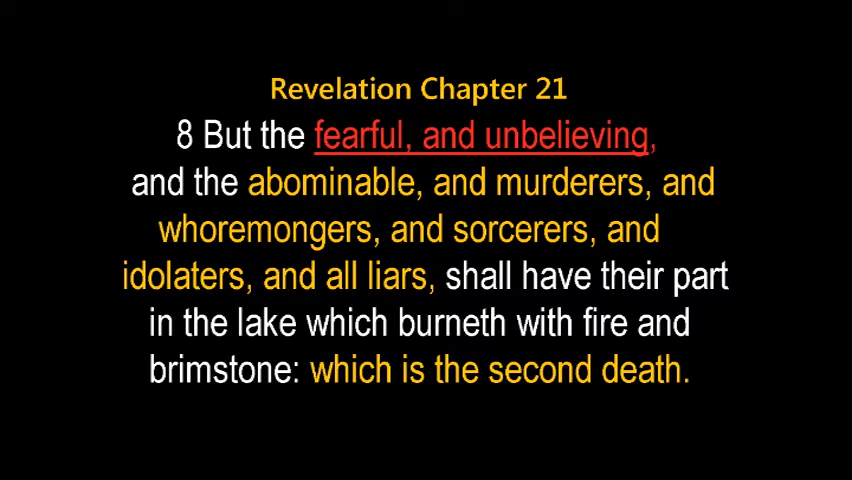 Revelation Chapter 21
8 But the fearful, and unbelieving,
and the abominable, and murderers, and
whoremongers, and sorcerers, and
idolaters, and all liars, shall have their part
in the lake which burneth with fire and
brimstone: which is the second death.